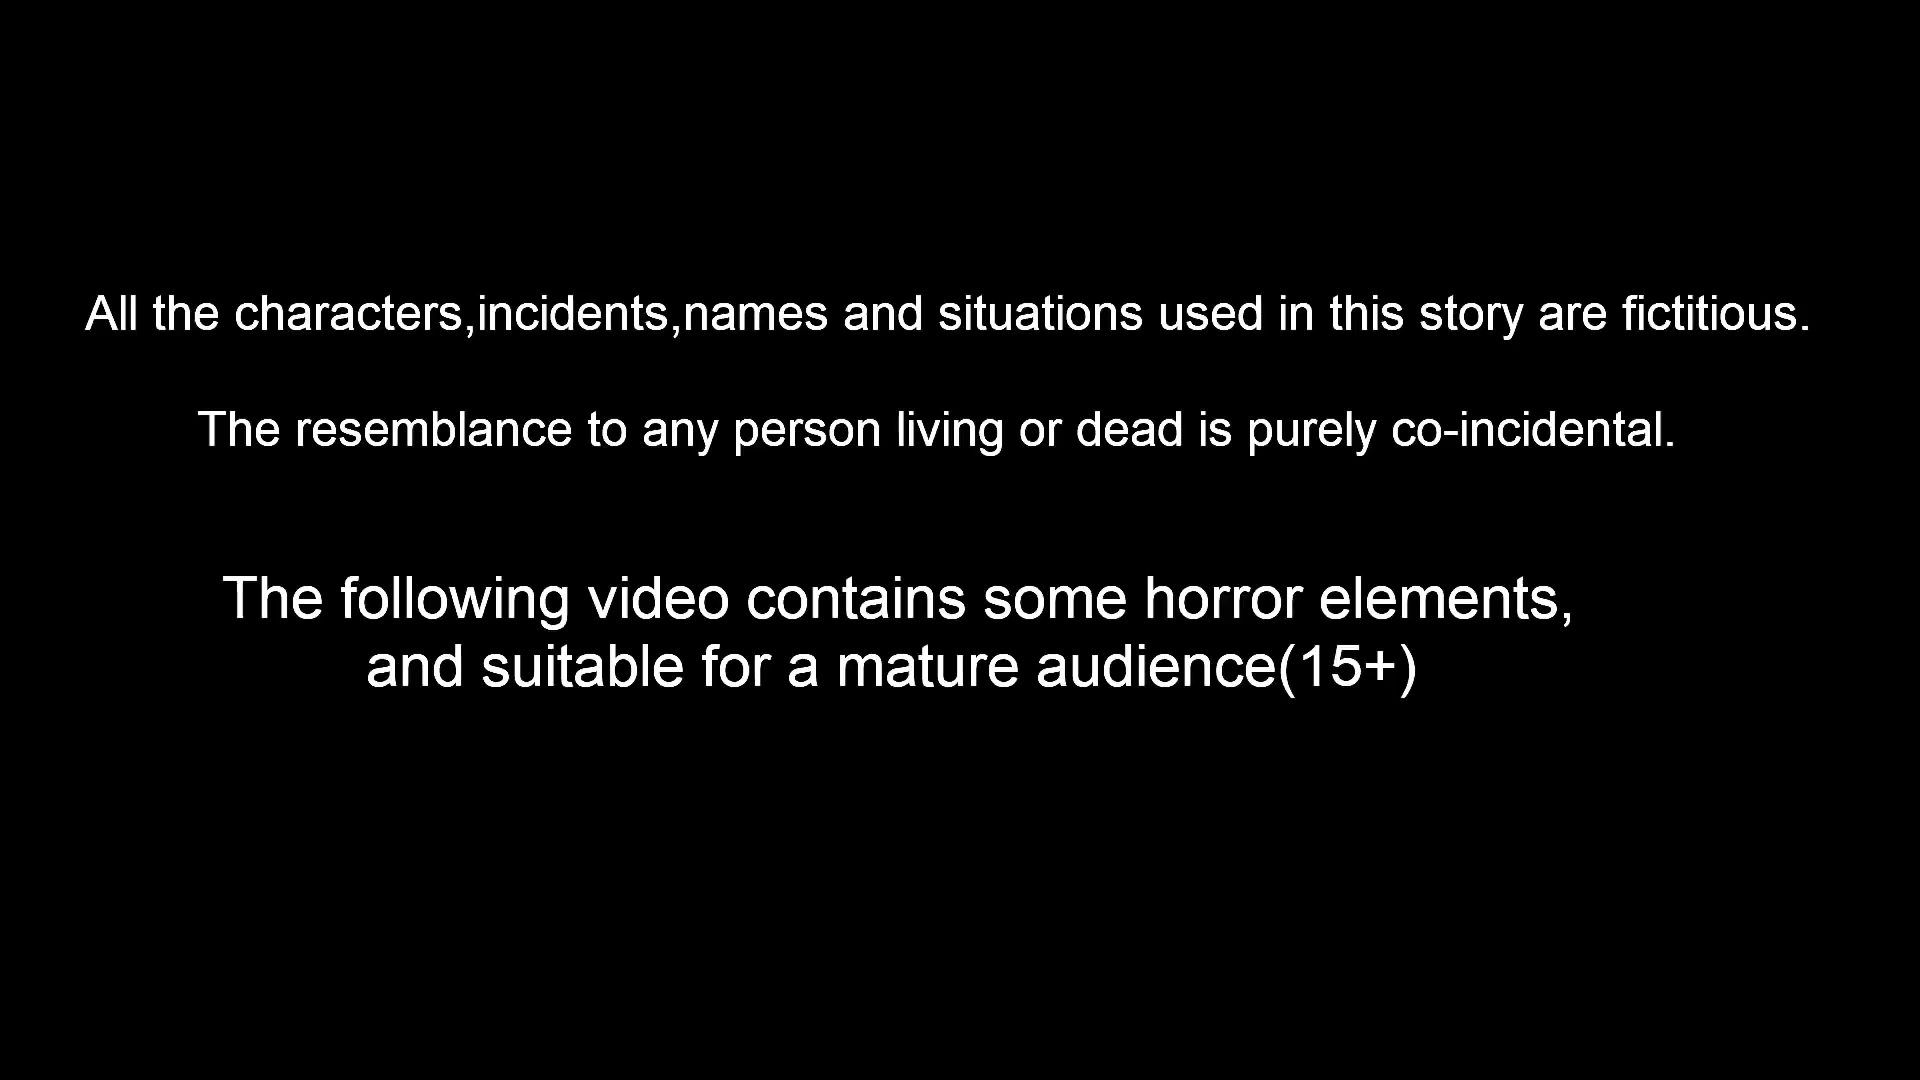 All the characters,incidents,names and situations used in this story are fictitious.
The resemblance to any person living or dead is purely co-incidental.
The following video contains some horror elements,
and suitable for a mature audience(15+)